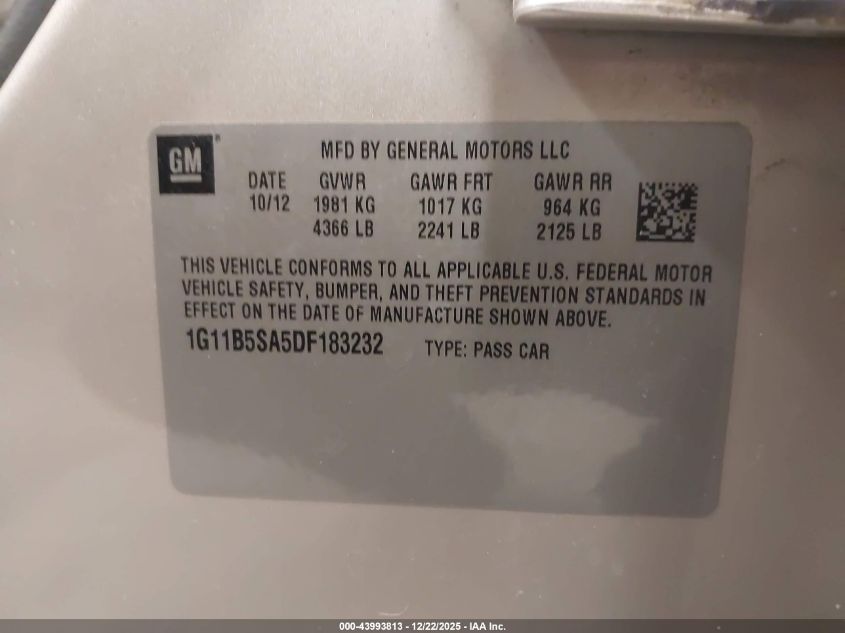 GM
MFD BY GENERAL MOTORS LLC
DATE GVWR GAWR FRT GAWR RR
10/12 1981 KG 1017 KG 964 KG
4366 LB 2241 LB 2125 LB
THIS VEHICLE CONFORMS TO ALL APPLICABLE U.S. FEDERAL MOTOR
VEHICLE SAFETY, BUMPER, AND THEFT PREVENTION STANDARDS IN
EFFECT ON THE DATE OF MANUFACTURE SHOWN ABOVE.
1G11B5SA5DF183232 TYPE: PASS CAR
000-43993813 - 12/22/2025 - IAA Inc.